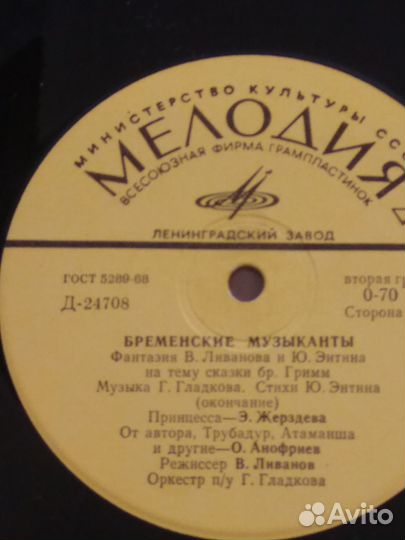 МИНИСТЕРСТВО КУЛЬТУРЫ СССР
МЕЛОДИЯ
ВСЕСОЮЗНАЯ ФИРМА ГРАМПЛАСТИНОК
ЛЕНИНГРАДСКИЙ ЗАВОД
ГОСТ 5289-68
вторая гр
Д-24708
0-70
Сторона
БРЕМЕНСКИЕ МУЗЫКАНТЫ
Фантазия В. Ливанова и Ю. Энтина
на тему сказки бр. Гримм
Музыка Г. Гладкова. Стихи Ю. Энтина
(окончание)
Принцесса—Э. Жерздева
От автора, Трубадур, Атаманша
и другие—О. Анофриев
Режиссер В. Ливанов
Оркестр п/у Г. Гладкова
Avito